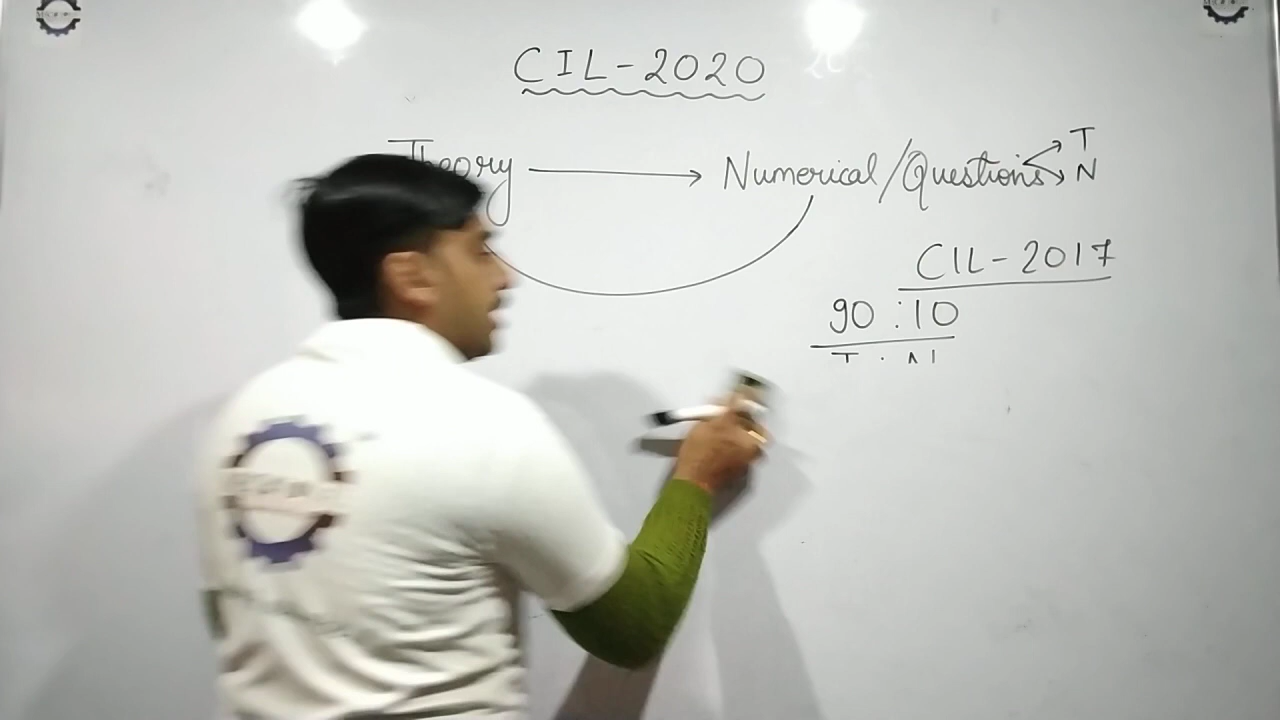 CIL-2020
Theory → Numerical/Questions
T
N
CIL-2017
90:10
T : N